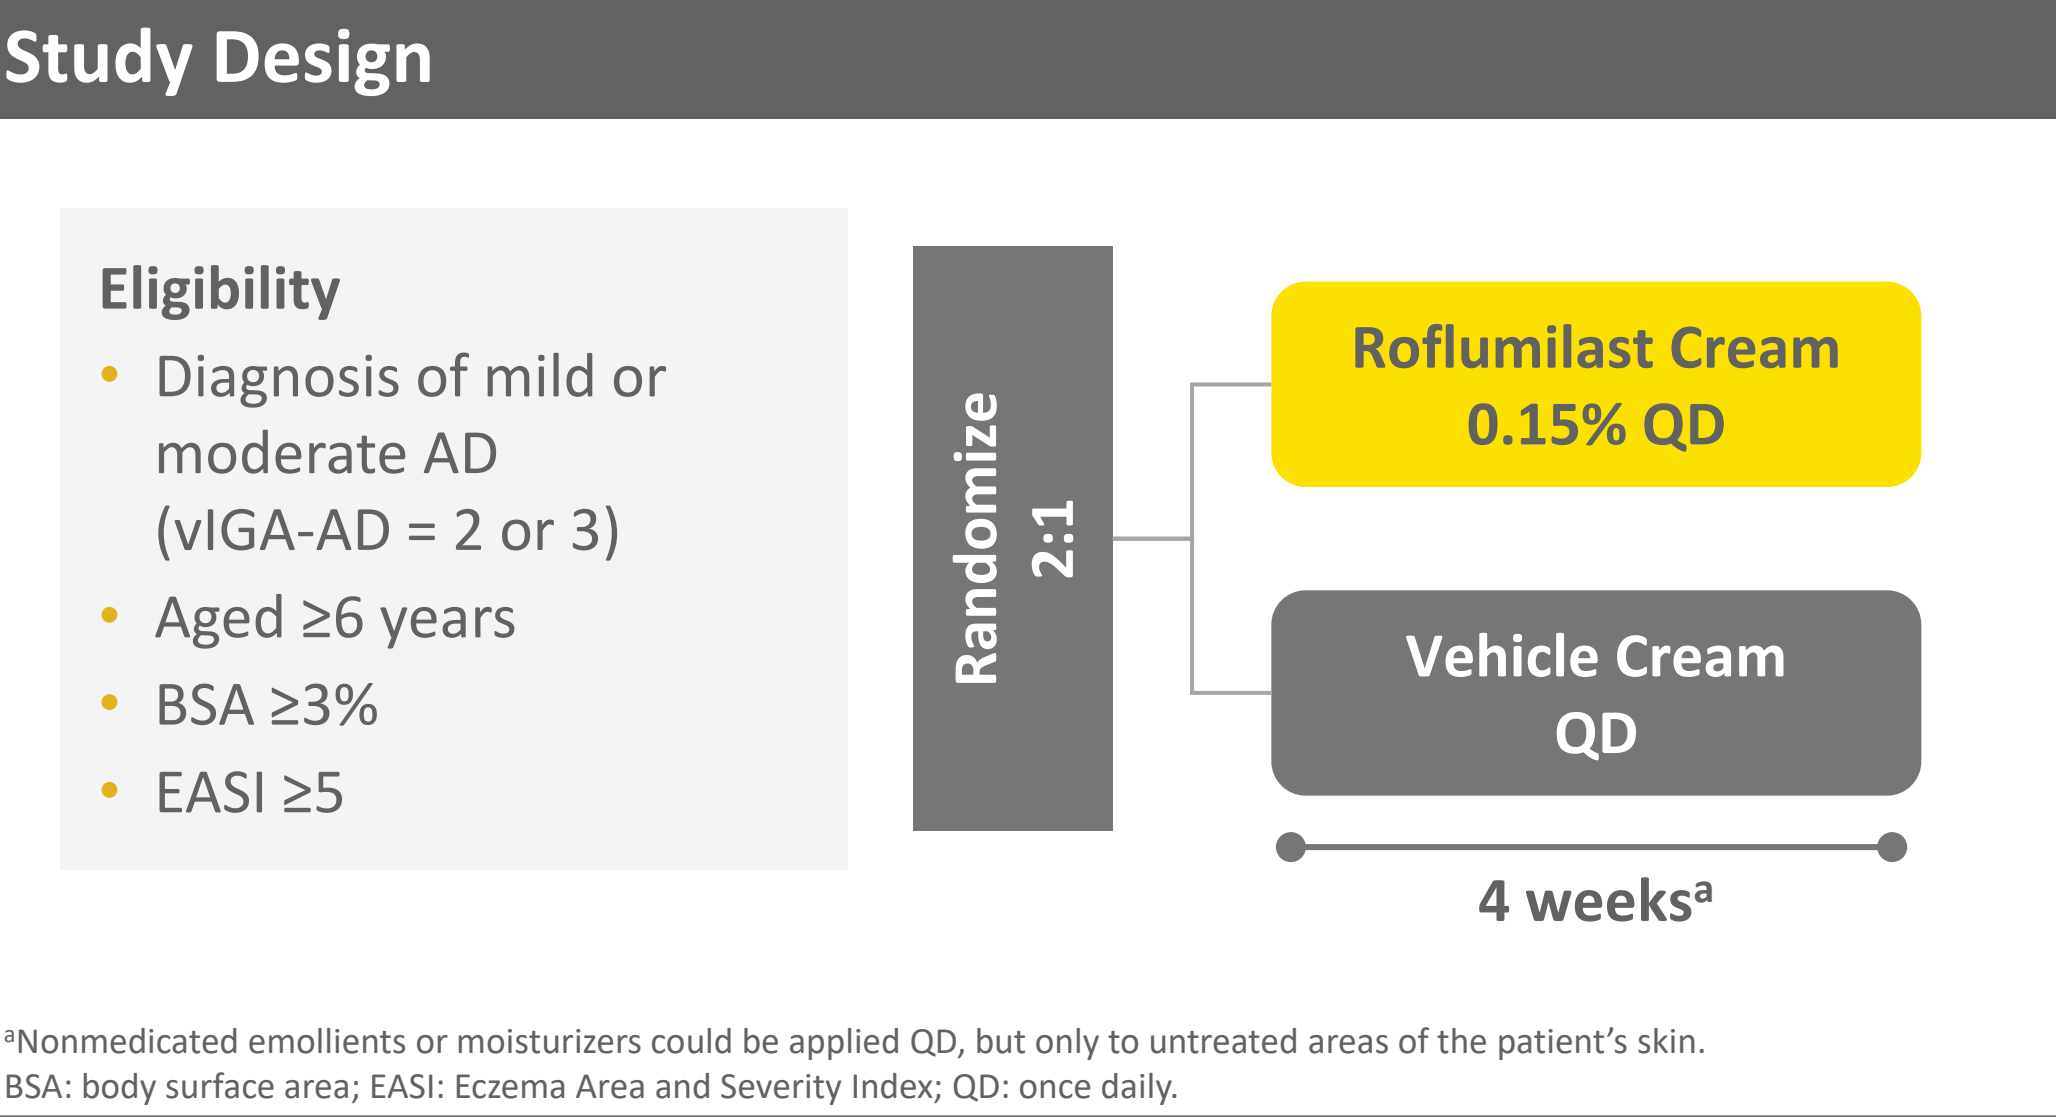 Study Design
Eligibility
• Diagnosis of mild or
moderate AD
(vIGA-AD = 2 or 3)
• Aged ≥6 years
• BSA ≥3%
• EASI ≥5
Randomize
2:1
Roflumilast Cream
0.15% QD
Vehicle Cream
QD
4 weeksᵃ
ᵃNonmedicated emollients or moisturizers could be applied QD, but only to untreated areas of the patient’s skin.
BSA: body surface area; EASI: Eczema Area and Severity Index; QD: once daily.